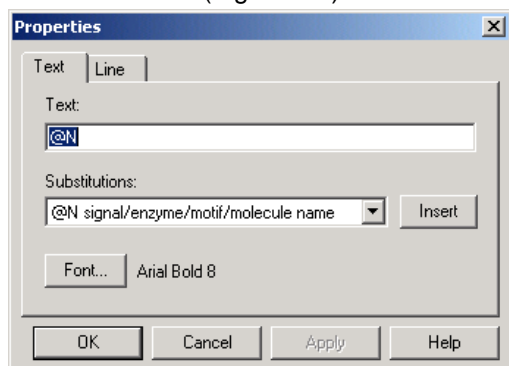 Properties
Text Line
Text:
@N
Substitutions:
@N signal/enzyme/motif/molecule name Insert
Font... Arial Bold 8
OK Cancel Apply Help